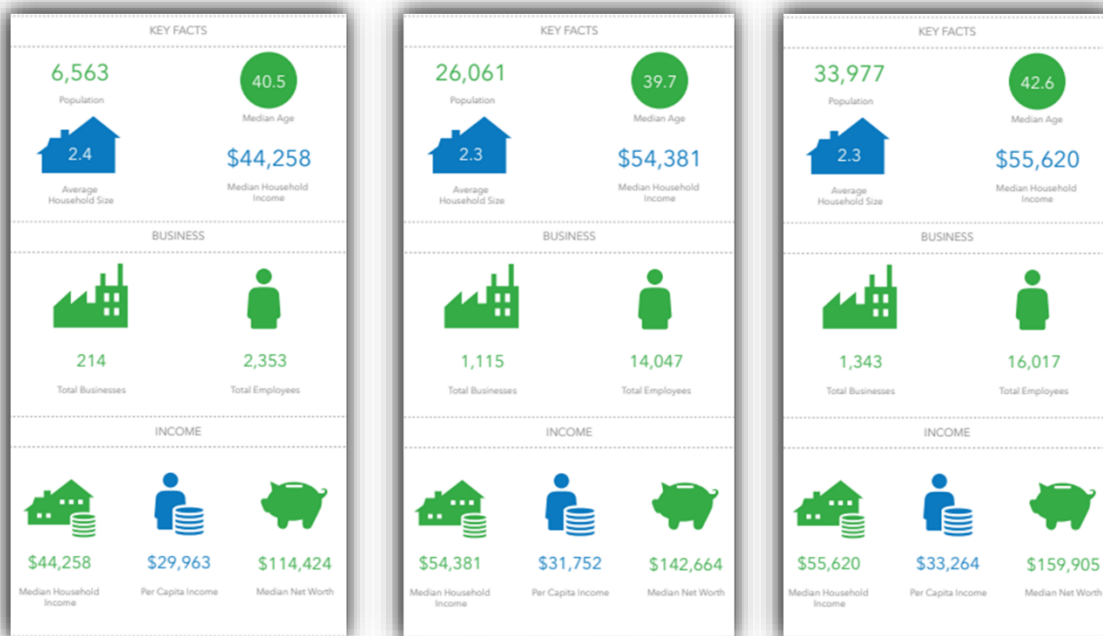 KEY FACTS
6,563
Population
40.5
Median Age
2.4
Average
Household Size
$44,258
Median Household
Income
BUSINESS
214
Total Businesses
2,353
Total Employees
INCOME
$44,258
Median Household
Income
$29,963
Per Capita Income
$114,424
Median Net Worth
KEY FACTS
26,061
Population
39.7
Median Age
2.3
Average
Household Size
$54,381
Median Household
Income
BUSINESS
1,115
Total Businesses
14,047
Total Employees
INCOME
$54,381
Median Household
Income
$31,752
Per Capita Income
$142,664
Median Net Worth
KEY FACTS
33,977
Population
42.6
Median Age
2.3
Average
Household Size
$55,620
Median Household
Income
BUSINESS
1,343
Total Businesses
16,017
Total Employees
INCOME
$55,620
Median Household
Income
$33,264
Per Capita Income
$159,905
Median Net Worth